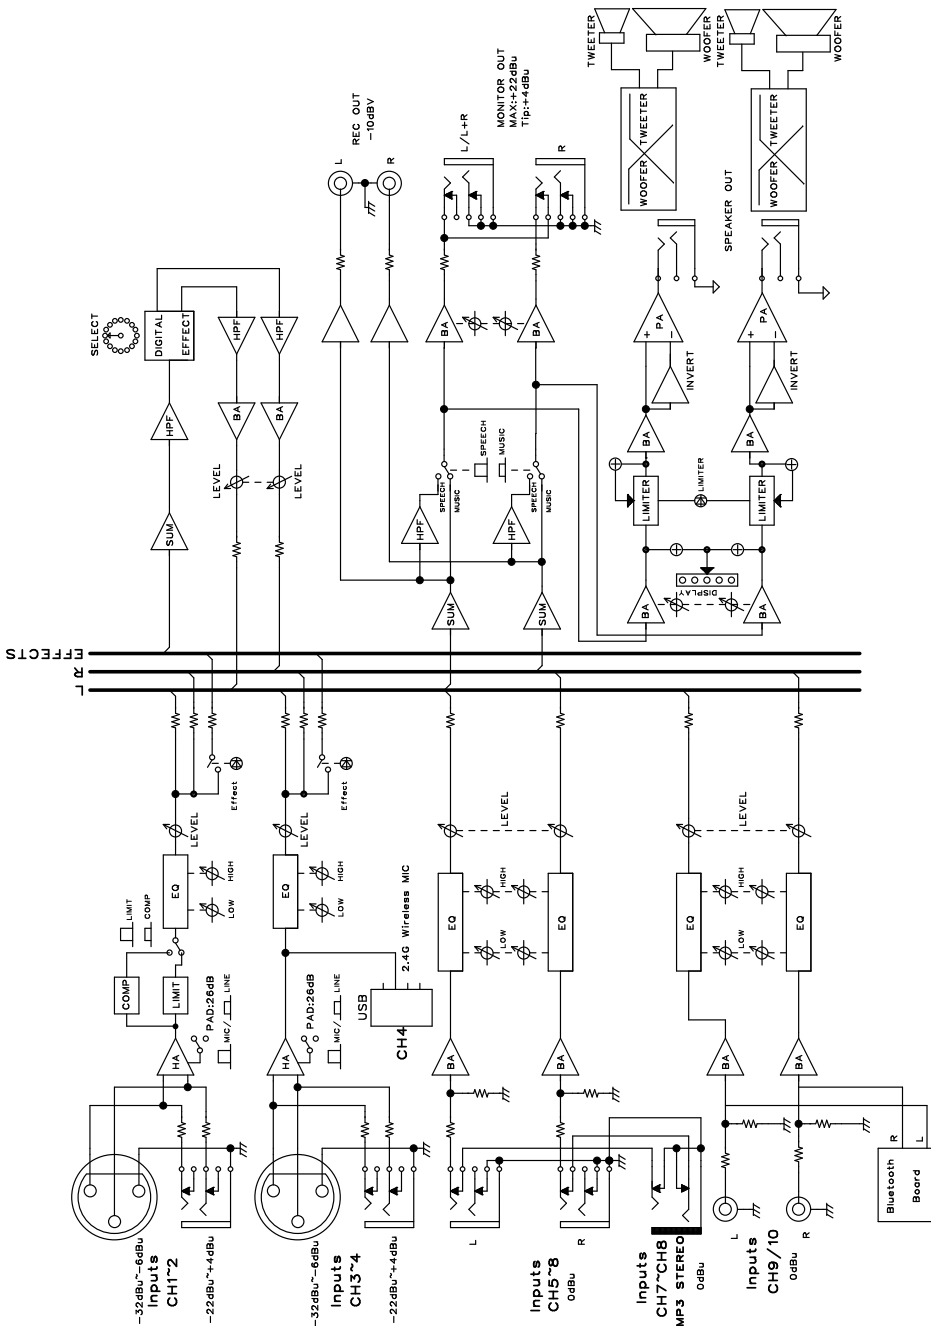 -32dBu~-6dBu
Inputs
CH1~2
-22dBu~+4dBu
HA
PAD:26dB
MIC/
LINE
COMP
LIMIT
LIMIT
COMP
EQ
LOW
HIGH
LEVEL
Effect
-32dBu~-6dBu
Inputs
CH3~4
-22dBu~+4dBu
HA
PAD:26dB
MIC/
LINE
USB
CH4
2.4G Wireless MIC
EQ
LOW
HIGH
LEVEL
Effect
L
R
Inputs
CH5~8
0dBu
BA
BA
EQ
EQ
LOW
HIGH
LEVEL
Inputs
CH7~CH8
MP3 STEREO
0dBu
L
R
Inputs
CH9/10
0dBu
Bluetooth
Board
R
L
BA
BA
EQ
EQ
LOW
HIGH
LEVEL
L
R
EFFECTS
SUM
HPF
SELECT
DIGITAL
EFFECT
HPF
HPF
BA
BA
LEVEL
LEVEL
SUM
SUM
HPF
HPF
SPEECH
MUSIC
SPEECH
MUSIC
SPEECH
MUSIC
BA
BA
L
R
REC OUT
-10dBV
L/L+R
R
MONITOR OUT
MAX:+22dBu
Tip:+4dBu
BA
BA
DISPLAY
LIMITER
LIMITER
LIMITER
BA
BA
INVERT
INVERT
+
-
PA
+
-
PA
SPEAKER OUT
WOOFER
TWEETER
WOOFER
TWEETER
TWEETER
WOOFER
TWEETER
WOOFER